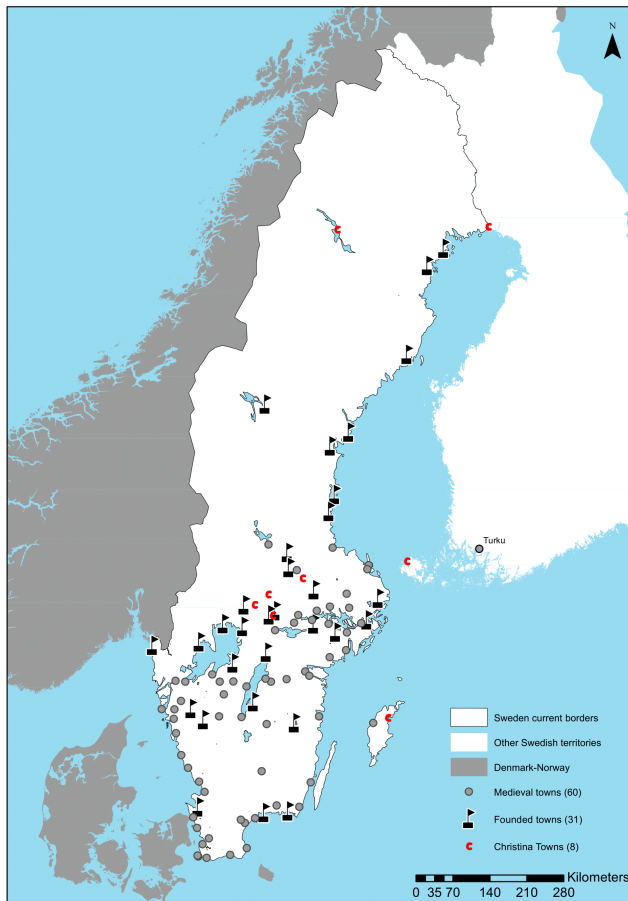 N
Turku
Sweden current borders
Other Swedish territories
Denmark-Norway
Medieval towns (60)
Founded towns (31)
Christina Towns (8)
Kilometers
0 35 70 140 210 280